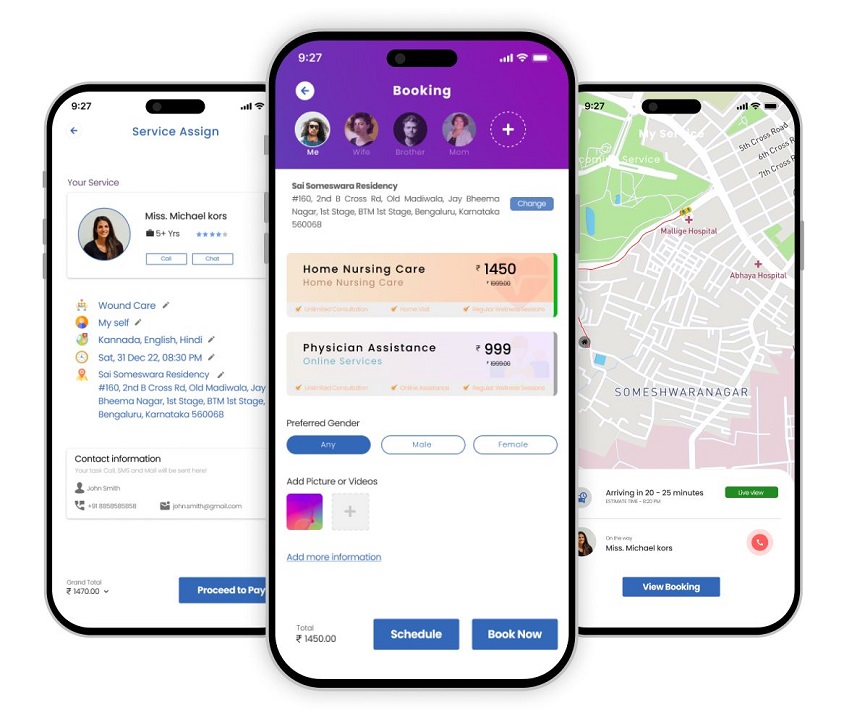 9:27
Service Assign
Your Service
Miss. Michael kors
5+ Yrs
Call
Chat
Wound Care
My self
Kannada, English, Hindi
Sat, 31 Dec 22, 08:30 PM
Sai Someswara Residency
#160, 2nd B Cross Rd, Old Madiwala, Jay
Bheema Nagar, 1st Stage, BTM 1st Stage,
Bengaluru, Karnataka 560068
Contact information
Your task Call, SMS and Mail will be sent here!
John Smith
+91 8858585858
john.smith@gmail.com
Grand Total
₹ 1470.00
Proceed to Pay
9:27
Booking
Me
Wife
Brother
Mom
Sai Someswara Residency
#160, 2nd B Cross Rd, Old Madiwala, Jay Bheema
Nagar, 1st Stage, BTM 1st Stage, Bengaluru, Karnataka
560068
Change
Home Nursing Care
Home Nursing Care
₹ 1450
₹ 1999.00
Unlimited Consultation
Home Visit
Regular Wellness Sessions
Physician Assistance
Online Services
₹ 999
₹ 1999.00
Unlimited Consultation
Online Assistance
Regular Wellness Sessions
Preferred Gender
Any
Male
Female
Add Picture or Videos
Add more information
Total
₹ 1450.00
Schedule
Book Now
9:27
My Service
Service
5th Cross Road
6th Cross Road
7th Cross
Mallige Hospital
Abhaya Hospital
SOMESHWARANAGAR
Arriving in 20 - 25 minutes
ESTIMATE TIME - 8:20 PM
Live view
On the way
Miss. Michael kors
View Booking